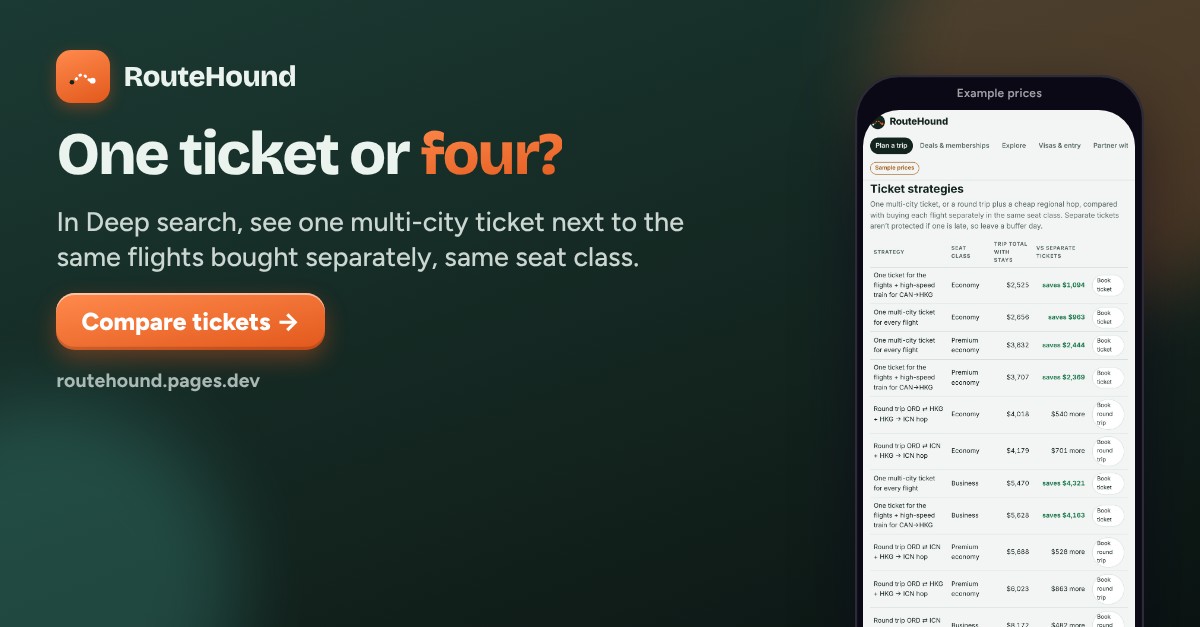 RouteHound
One ticket or four?
In Deep search, see one multi-city ticket next to the
same flights bought separately, same seat class.
Compare tickets →
routehound.pages.dev
Example prices
RouteHound
Plan a trip Deals & memberships Explore Visas & entry Partner wit
Sample prices
Ticket strategies
One multi-city ticket, or a round trip plus a cheap regional hop, compared
with buying each flight separately in the same seat class. Separate tickets
aren't protected if one is late, so leave a buffer day.
STRATEGY SEAT CLASS TRIP TOTAL WITH STAYS VS SEPARATE TICKETS
One ticket for the flights + high-speed train for CAN→HKG Economy $2,525 saves $1,094 Book ticket
One multi-city ticket for every flight Economy $2,656 saves $963 Book ticket
One multi-city ticket for every flight Premium economy $3,632 saves $2,444 Book ticket
One ticket for the flights + high-speed train for CAN→HKG Premium economy $3,707 saves $2,369 Book ticket
Round trip ORD ⇄ HKG + HKG → ICN hop Economy $4,018 $540 more Book round trip
Round trip ORD ⇄ ICN + HKG → ICN hop Economy $4,179 $701 more Book round trip
One multi-city ticket for every flight Business $5,470 saves $4,321 Book ticket
One ticket for the flights + high-speed train for CAN→HKG Business $5,628 saves $4,163 Book ticket
Round trip ORD ⇄ ICN + HKG → ICN hop Premium economy $5,688 $528 more Book round trip
Round trip ORD ⇄ HKG + HKG → ICN hop Premium economy $6,023 $863 more Book round trip
Round trip ORD ⇄ ICN $8,172 $482 more Book round